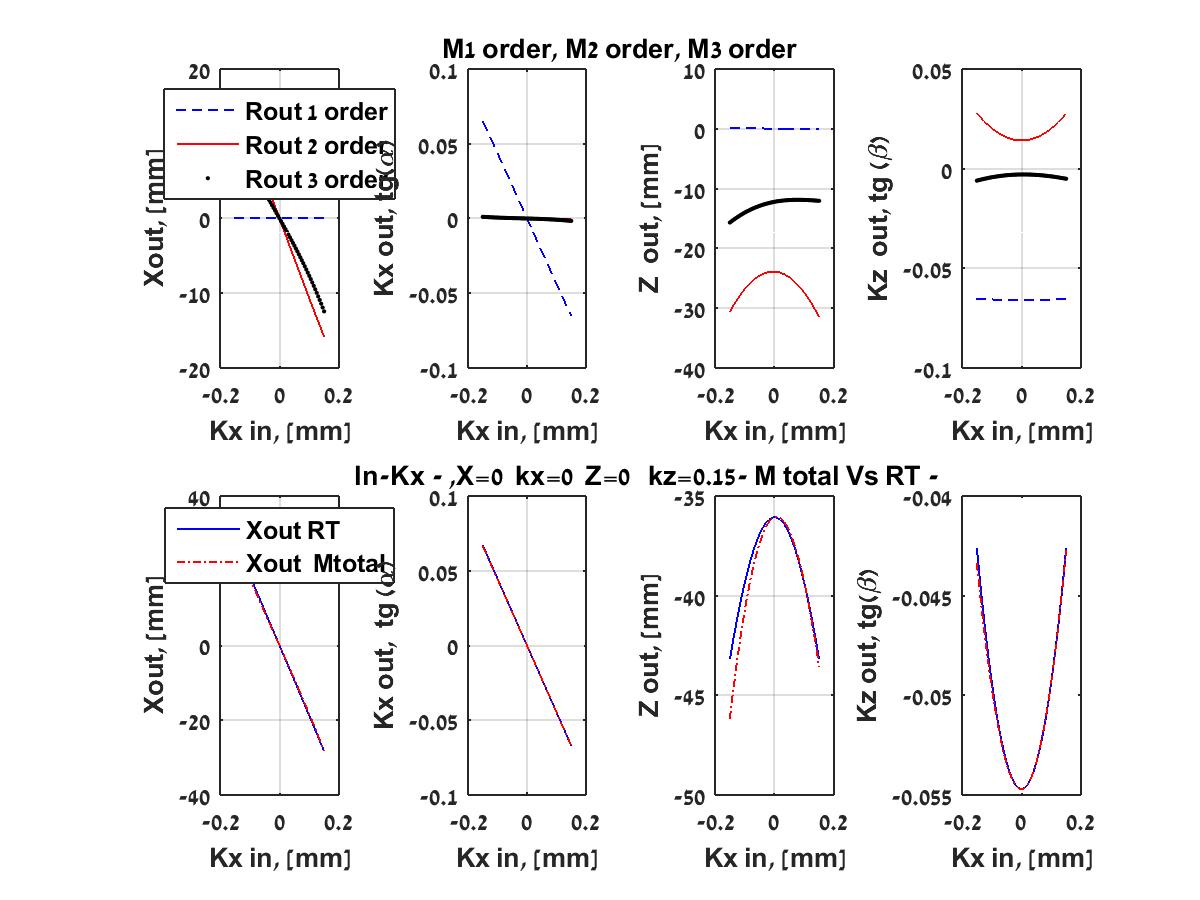 M1 order, M2 order, M3 order
20
0
-10
-20
-0.2 0 0.2
Xout, [mm]
Kx in, [mm]
Rout 1 order
Rout 2 order
Rout 3 order
0.1
0.05
0
-0.05
-0.1
-0.2 0 0.2
Kx out, tg(α)
Kx in, [mm]
10
0
-10
-20
-30
-40
-0.2 0 0.2
Z out, [mm]
Kx in, [mm]
0.05
0
-0.05
-0.1
-0.2 0 0.2
Kz out, tg (β)
Kx in, [mm]
In-Kx - ,X=0 kx=0 Z=0 kz=0.15- M total Vs RT -
40
0
-20
-40
-0.2 0 0.2
Xout, [mm]
Kx in, [mm]
Xout RT
Xout Mtotal
0.1
0.05
0
-0.05
-0.1
-0.2 0 0.2
Kx out, tg (α)
Kx in, [mm]
-35
-40
-45
-50
-0.2 0 0.2
Z out, [mm]
Kx in, [mm]
-0.04
-0.045
-0.05
-0.055
-0.2 0 0.2
Kz out, tg(β)
Kx in, [mm]